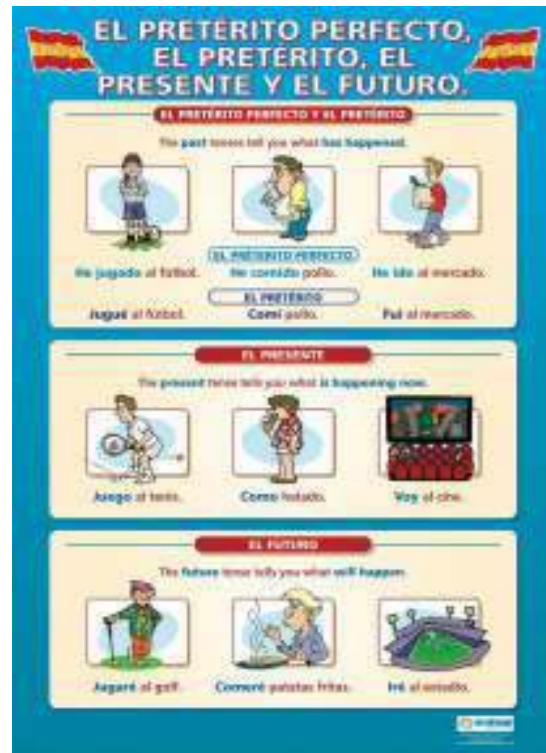 EL PRETÉRITO PERFECTO,
EL PRETÉRITO, EL
PRESENTE Y EL FUTURO.
EL PRETÉRITO PERFECTO Y EL PRETÉRITO
The past tenses tell you what has happened.
EL PRETÉRITO PERFECTO
He jugado al fútbol. He comido pollo. He ido al mercado.
EL PRETÉRITO
Jugué al fútbol. Comí pollo. Fui al mercado.
EL PRESENTE
The present tense tells you what is happening now.
Juego al tenis. Como helado. Voy al cine.
EL FUTURO
The future tense tells you what will happen.
Jugaré al golf. Comeré patatas fritas. Iré al estadio.